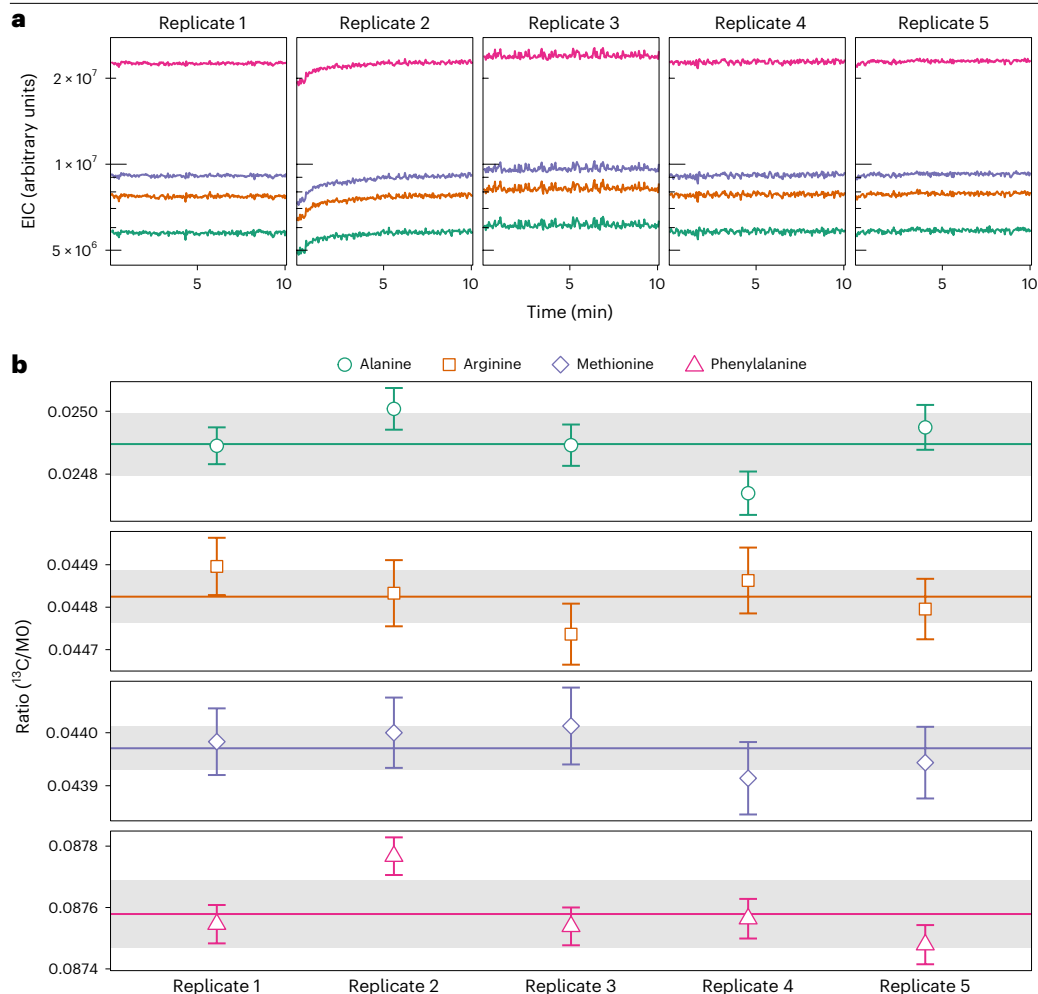 a
Replicate 1 Replicate 2 Replicate 3 Replicate 4 Replicate 5
EIC (arbitrary units)
2 × 10⁷
1 × 10⁷
5 × 10⁶
5 10 5 10 5 10 5 10 5 10
Time (min)
b
Alanine Arginine Methionine Phenylalanine
Ratio (¹³C/M0)
0.0250
0.0248
0.0449
0.0448
0.0447
0.0440
0.0439
0.0878
0.0876
0.0874
Replicate 1 Replicate 2 Replicate 3 Replicate 4 Replicate 5